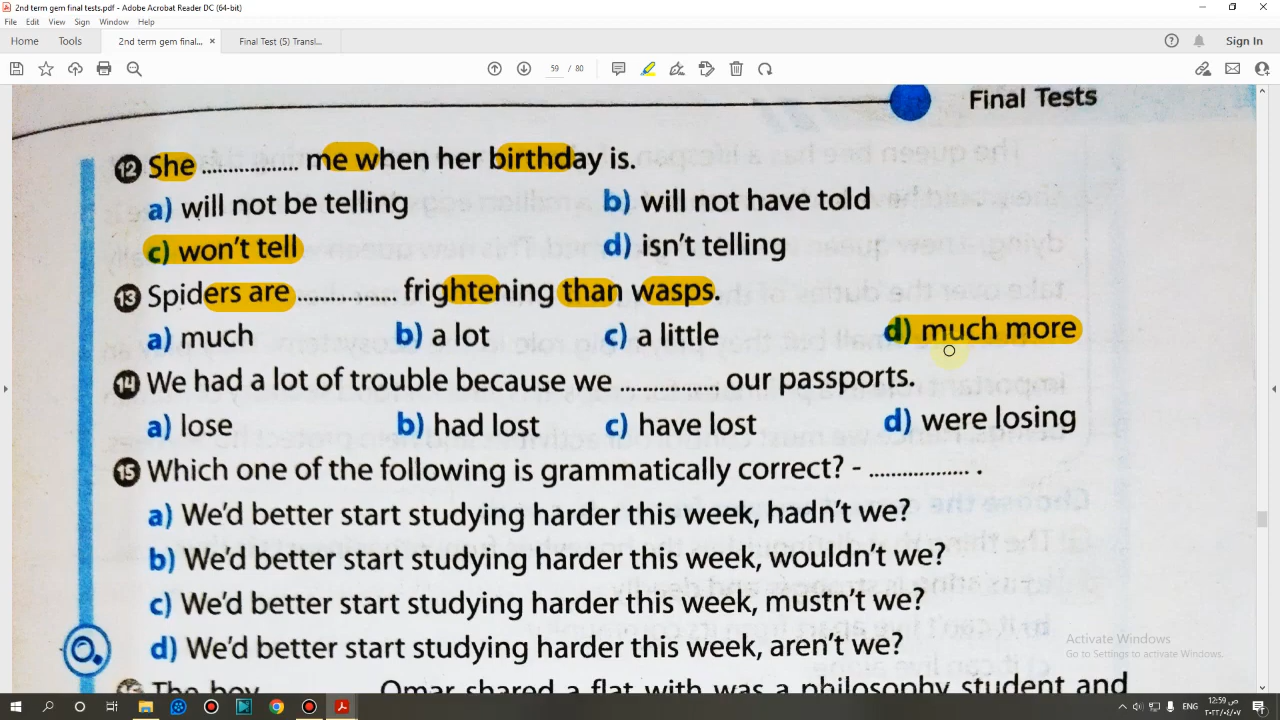 2nd term gem final tests.pdf - Adobe Acrobat Reader DC (64-bit)
File Edit View Sign Window Help
Home Tools 2nd term gem final... × Final Test (5) Transl... Sign In
59 / 80
Final Tests
12 She ................. me when her birthday is.
a) will not be telling b) will not have told
c) won't tell d) isn't telling
13 Spiders are ................. frightening than wasps.
a) much b) a lot c) a little d) much more
14 We had a lot of trouble because we ................. our passports.
a) lose b) had lost c) have lost d) were losing
15 Which one of the following is grammatically correct? - ................. .
a) We'd better start studying harder this week, hadn't we?
b) We'd better start studying harder this week, wouldn't we?
c) We'd better start studying harder this week, mustn't we?
d) We'd better start studying harder this week, aren't we?
Activate Windows
Go to Settings to activate Windows.
16 The boy ................. Omar shared a flat with was a philosophy student and
ENG 12:59 ص
٢٠٢٢/٠٤/٠٧